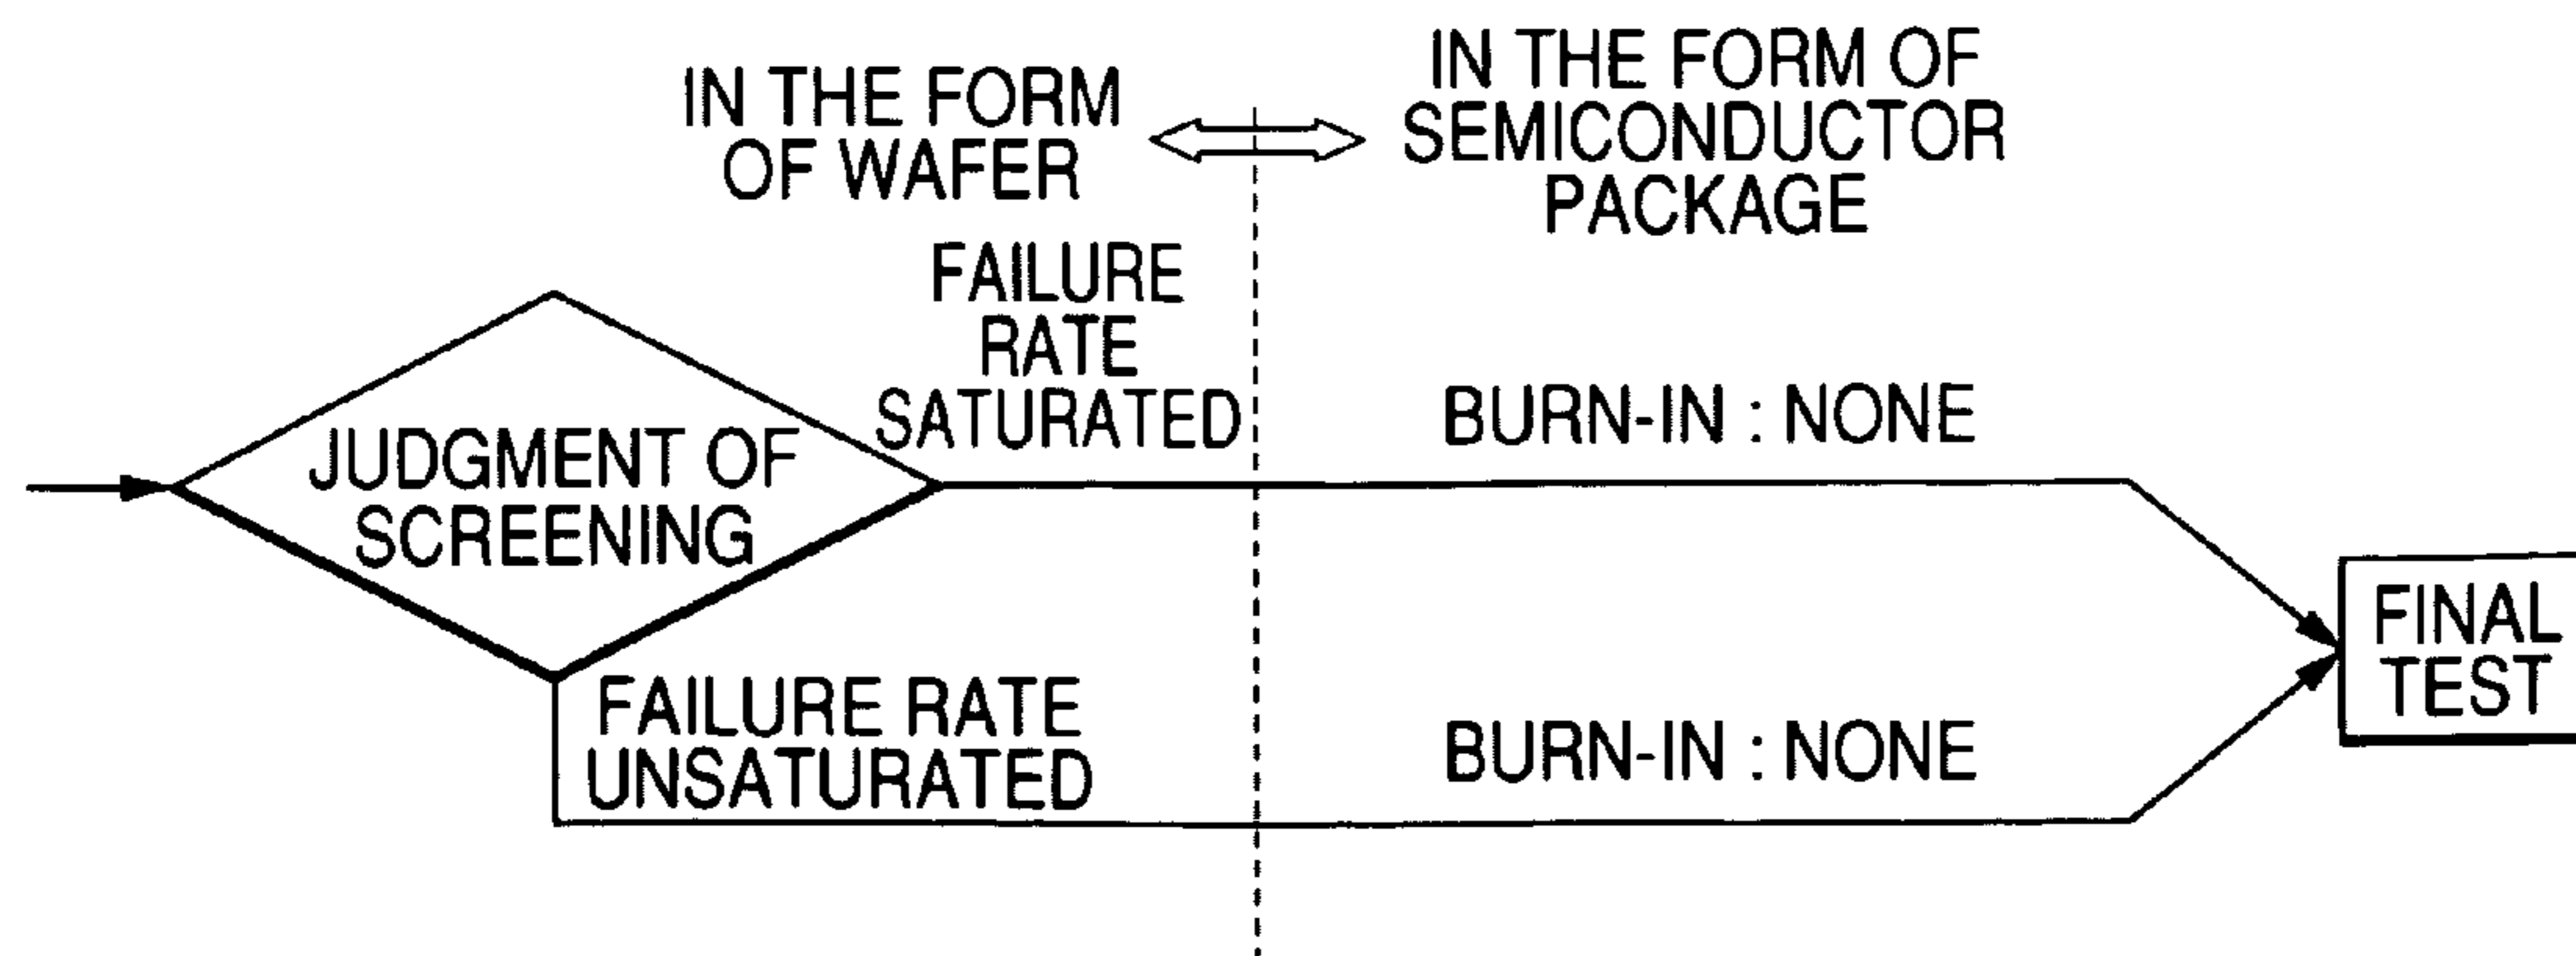 IN THE FORM
OF WAFER
IN THE FORM OF
SEMICONDUCTOR
PACKAGE
FAILURE
RATE
SATURATED
BURN-IN : NONE
JUDGMENT OF
SCREENING
FINAL
TEST
FAILURE RATE
UNSATURATED
BURN-IN : NONE